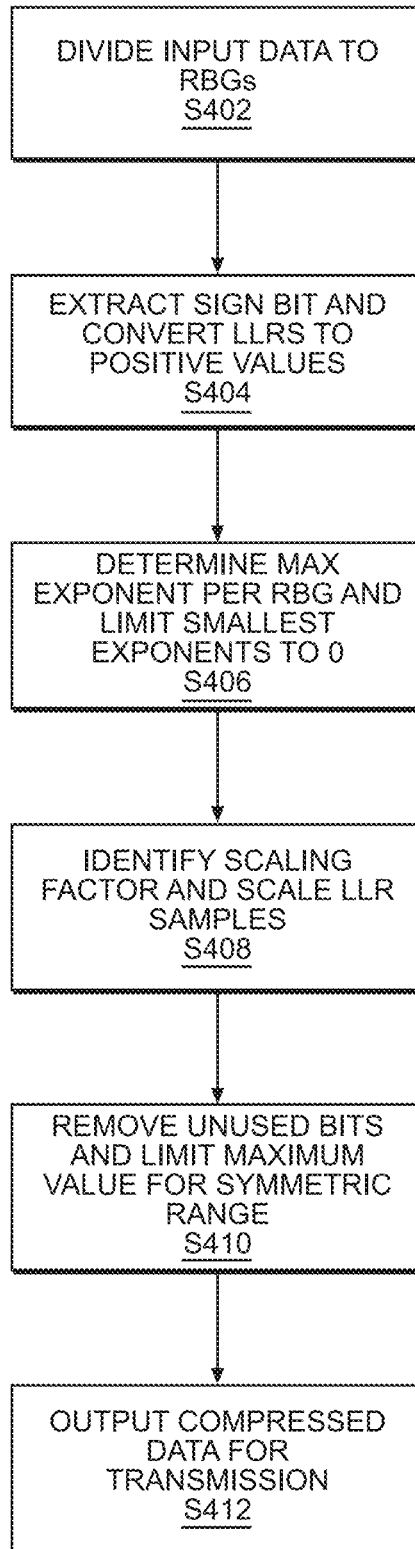 DIVIDE INPUT DATA TO
RBGs
S402
EXTRACT SIGN BIT AND
CONVERT LLRS TO
POSITIVE VALUES
S404
DETERMINE MAX
EXPONENT PER RBG AND
LIMIT SMALLEST
EXPONENTS TO 0
S406
IDENTIFY SCALING
FACTOR AND SCALE LLR
SAMPLES
S408
REMOVE UNUSED BITS
AND LIMIT MAXIMUM
VALUE FOR SYMMETRIC
RANGE
S410
OUTPUT COMPRESSED
DATA FOR
TRANSMISSION
S412